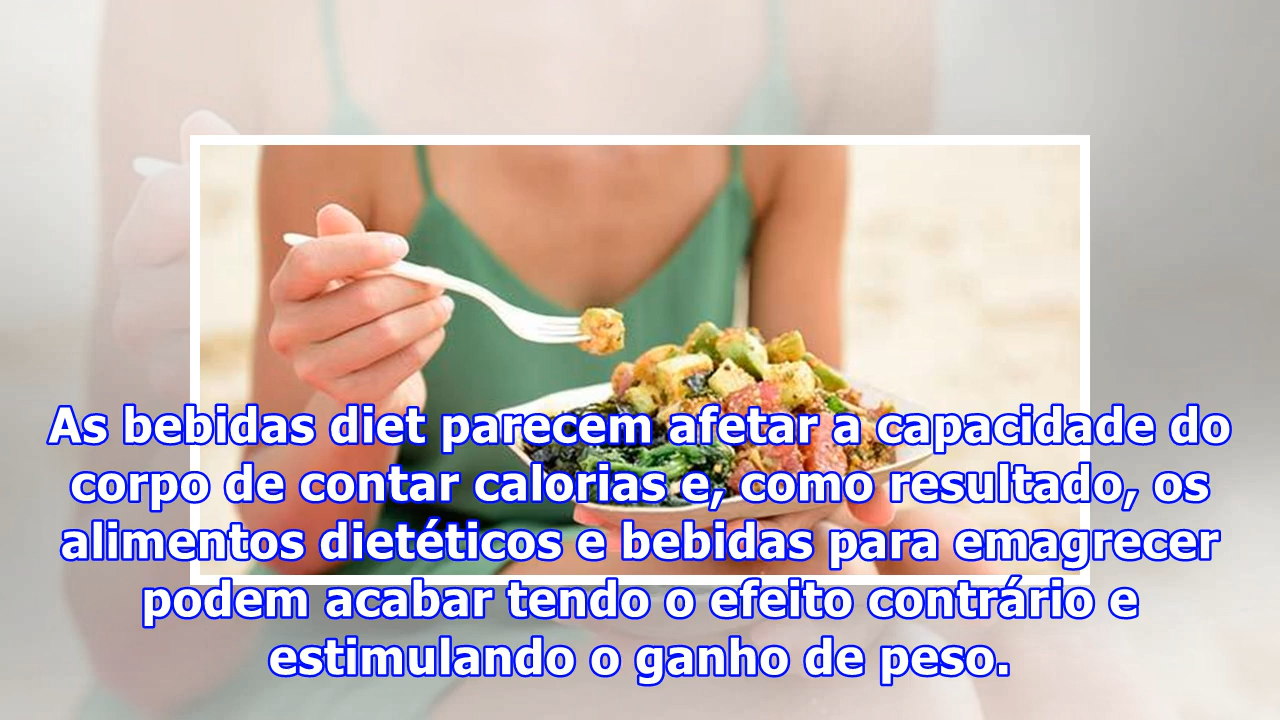 As bebidas diet parecem afetar a capacidade do
corpo de contar calorias e, como resultado, os
alimentos dietéticos e bebidas para emagrecer
podem acabar tendo o efeito contrário e
estimulando o ganho de peso.